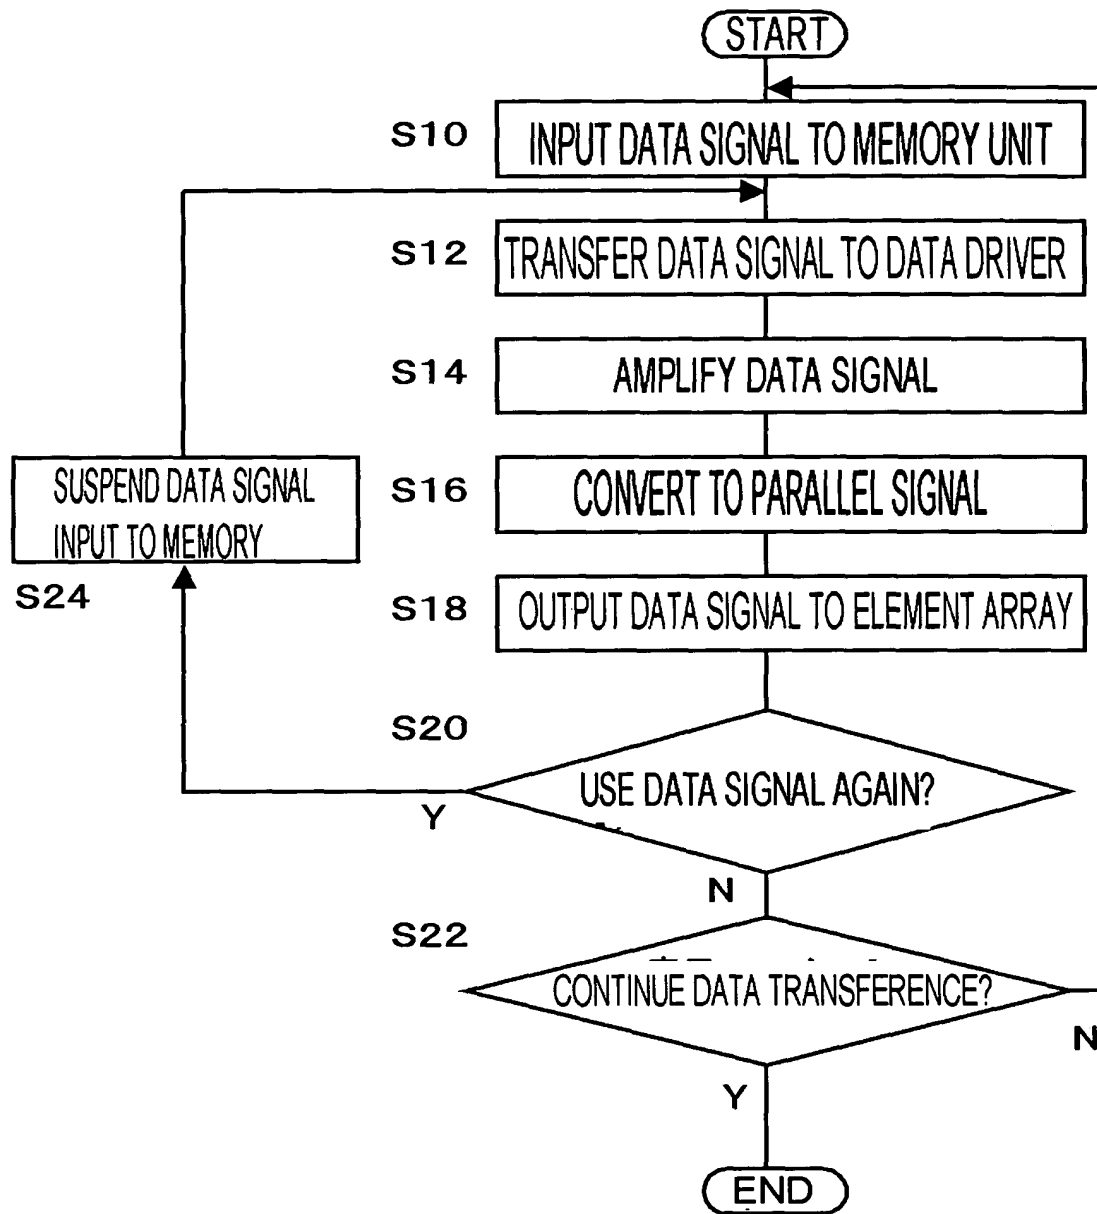 START
S10
INPUT DATA SIGNAL TO MEMORY UNIT
S12
TRANSFER DATA SIGNAL TO DATA DRIVER
S14
AMPLIFY DATA SIGNAL
SUSPEND DATA SIGNAL
INPUT TO MEMORY
S24
S16
CONVERT TO PARALLEL SIGNAL
S18
OUTPUT DATA SIGNAL TO ELEMENT ARRAY
S20
USE DATA SIGNAL AGAIN?
Y
N
S22
CONTINUE DATA TRANSFERENCE?
N
Y
END